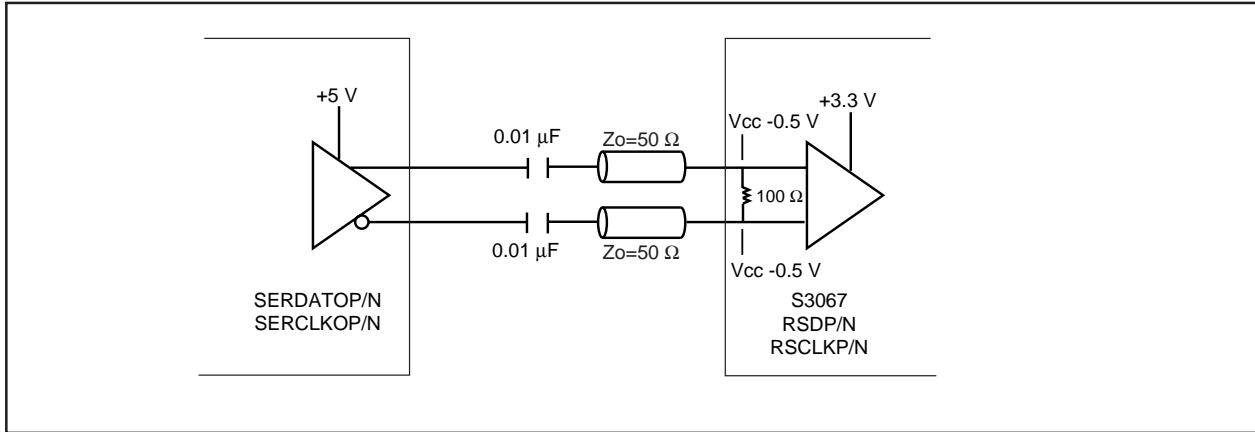 +5 V
+3.3 V
Vcc -0.5 V
0.01 µF
Zo=50 Ω
100 Ω
0.01 µF
Zo=50 Ω
Vcc -0.5 V
SERDATOP/N
SERCLKOP/N
S3067
RSDP/N
RSCLKP/N